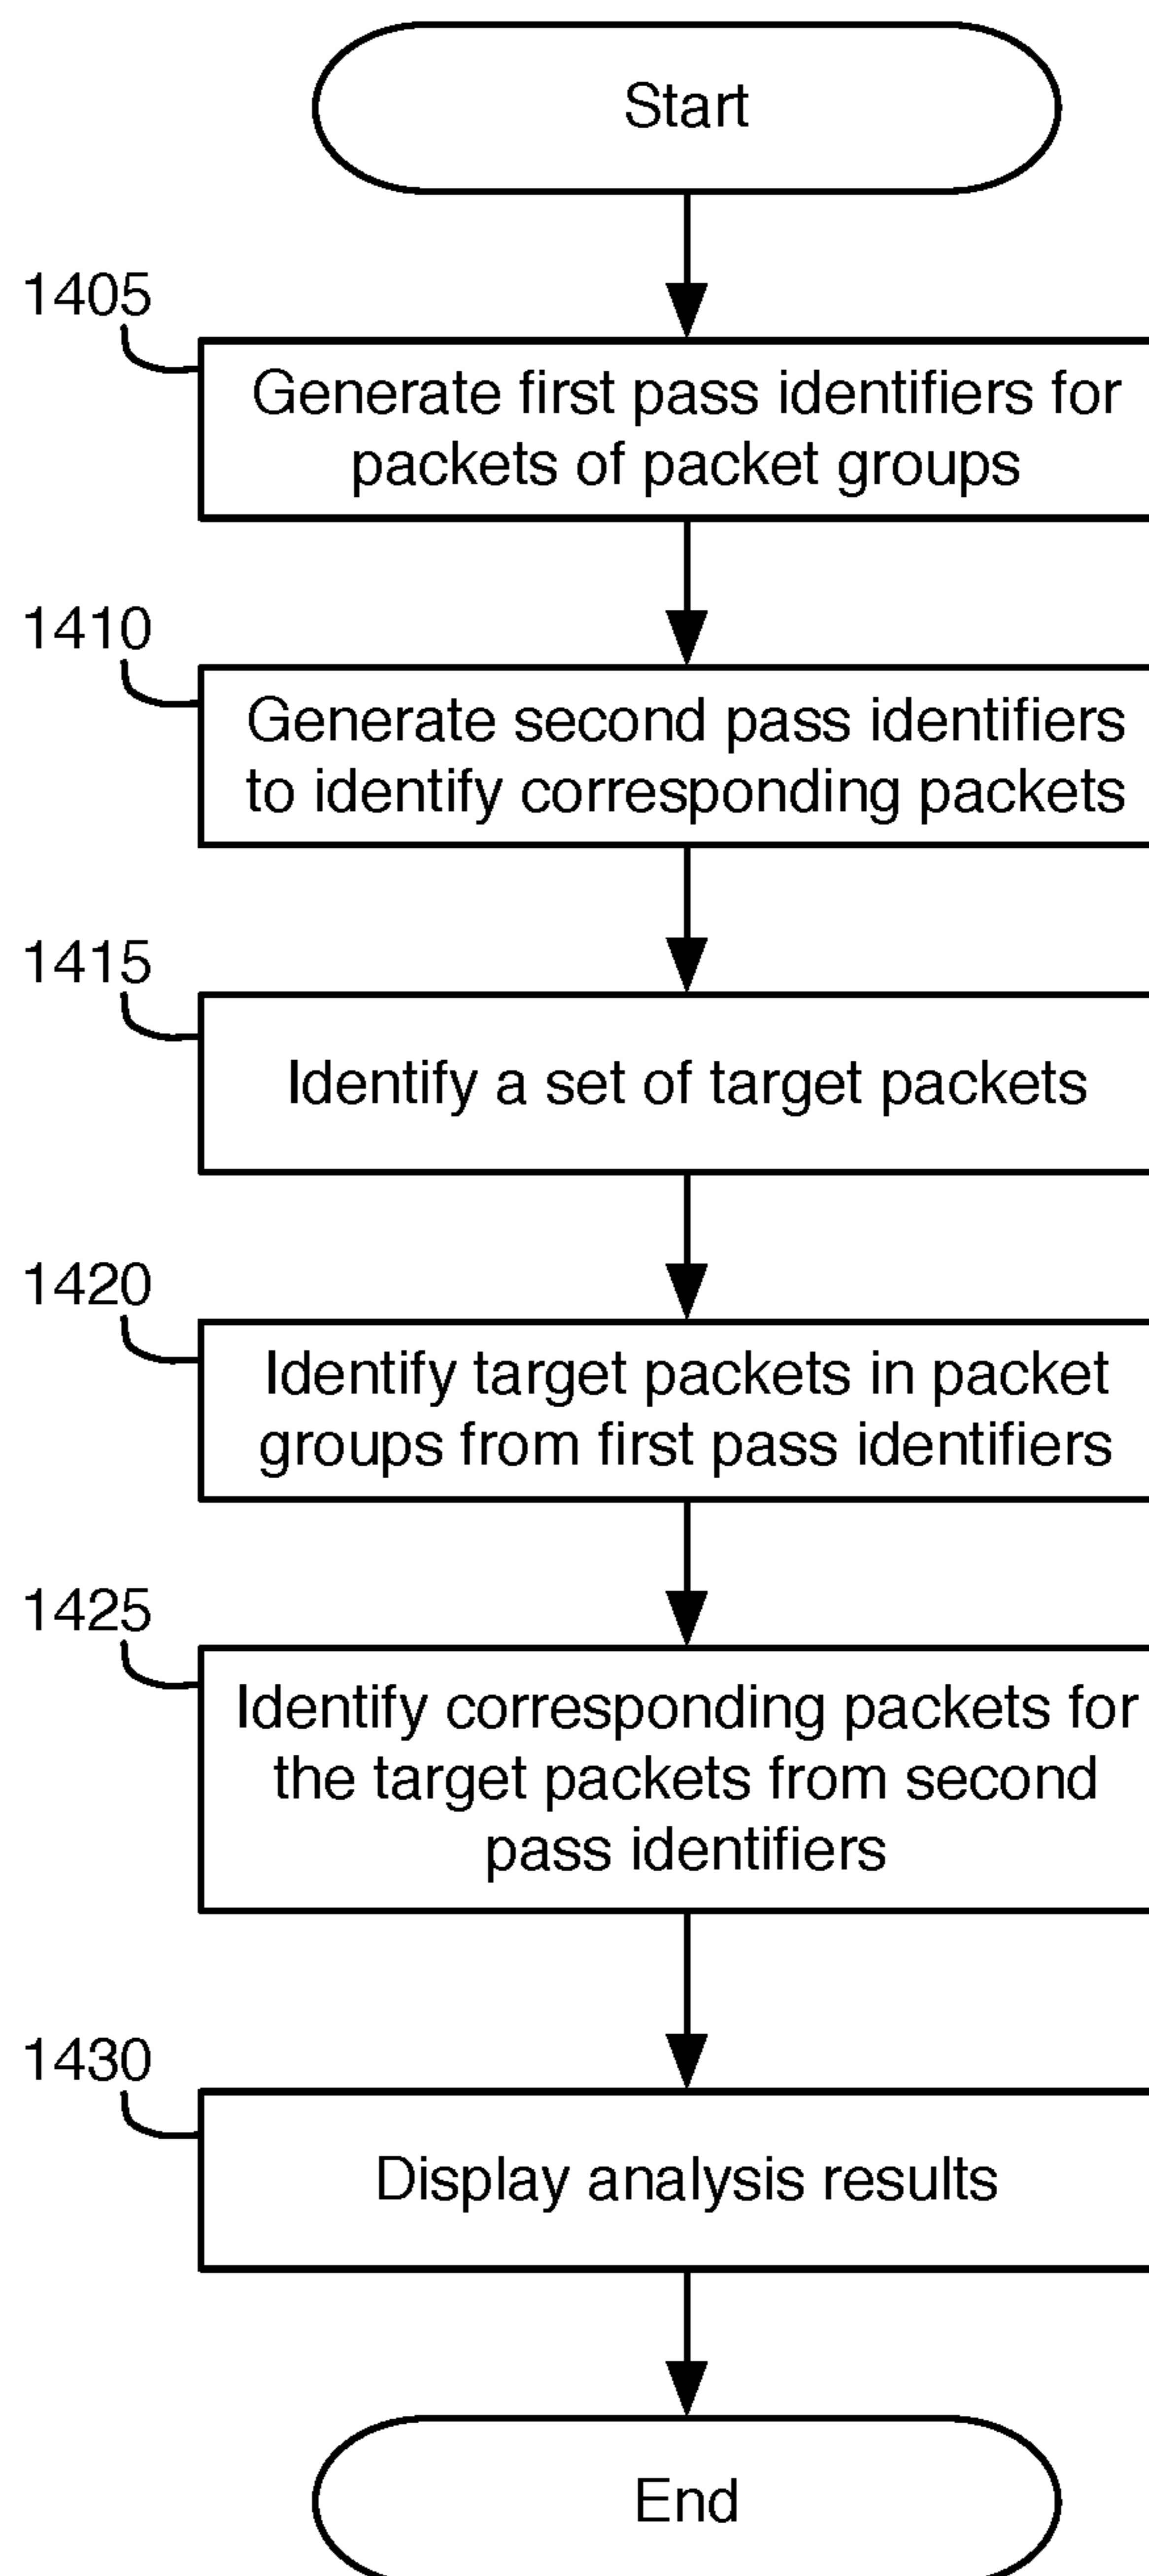 Start
1405
Generate first pass identifiers for
packets of packet groups
1410
Generate second pass identifiers
to identify corresponding packets
1415
Identify a set of target packets
1420
Identify target packets in packet
groups from first pass identifiers
1425
Identify corresponding packets for
the target packets from second
pass identifiers
1430
Display analysis results
End